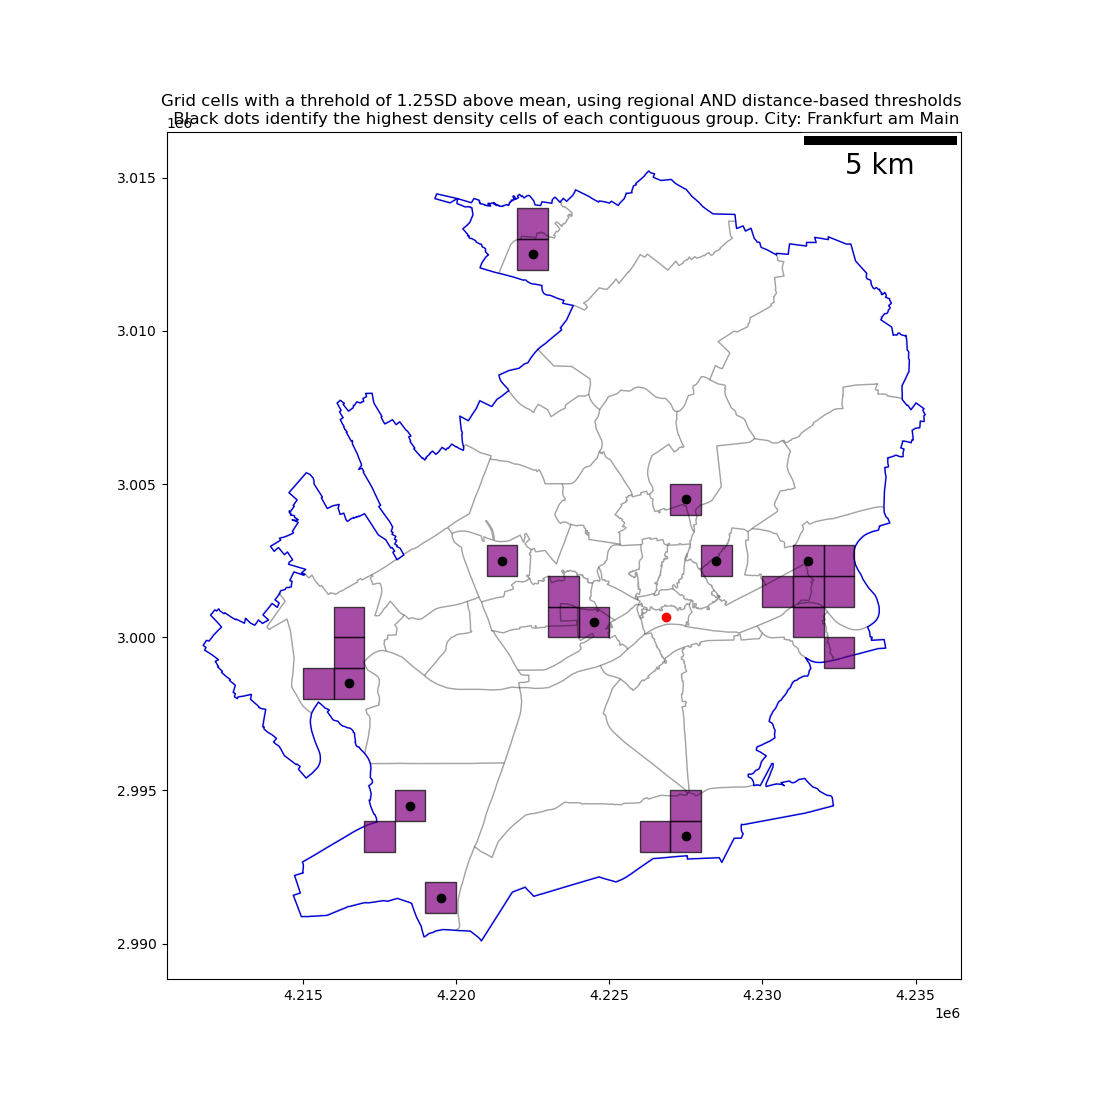 Grid cells with a threhold of 1.25SD above mean, using regional AND distance-based thresholds
Black dots identify the highest density cells of each contiguous group. City: Frankfurt am Main
1e6
5 km
3.015
3.010
3.005
3.000
2.995
2.990
4.215 4.220 4.225 4.230 4.235
1e6